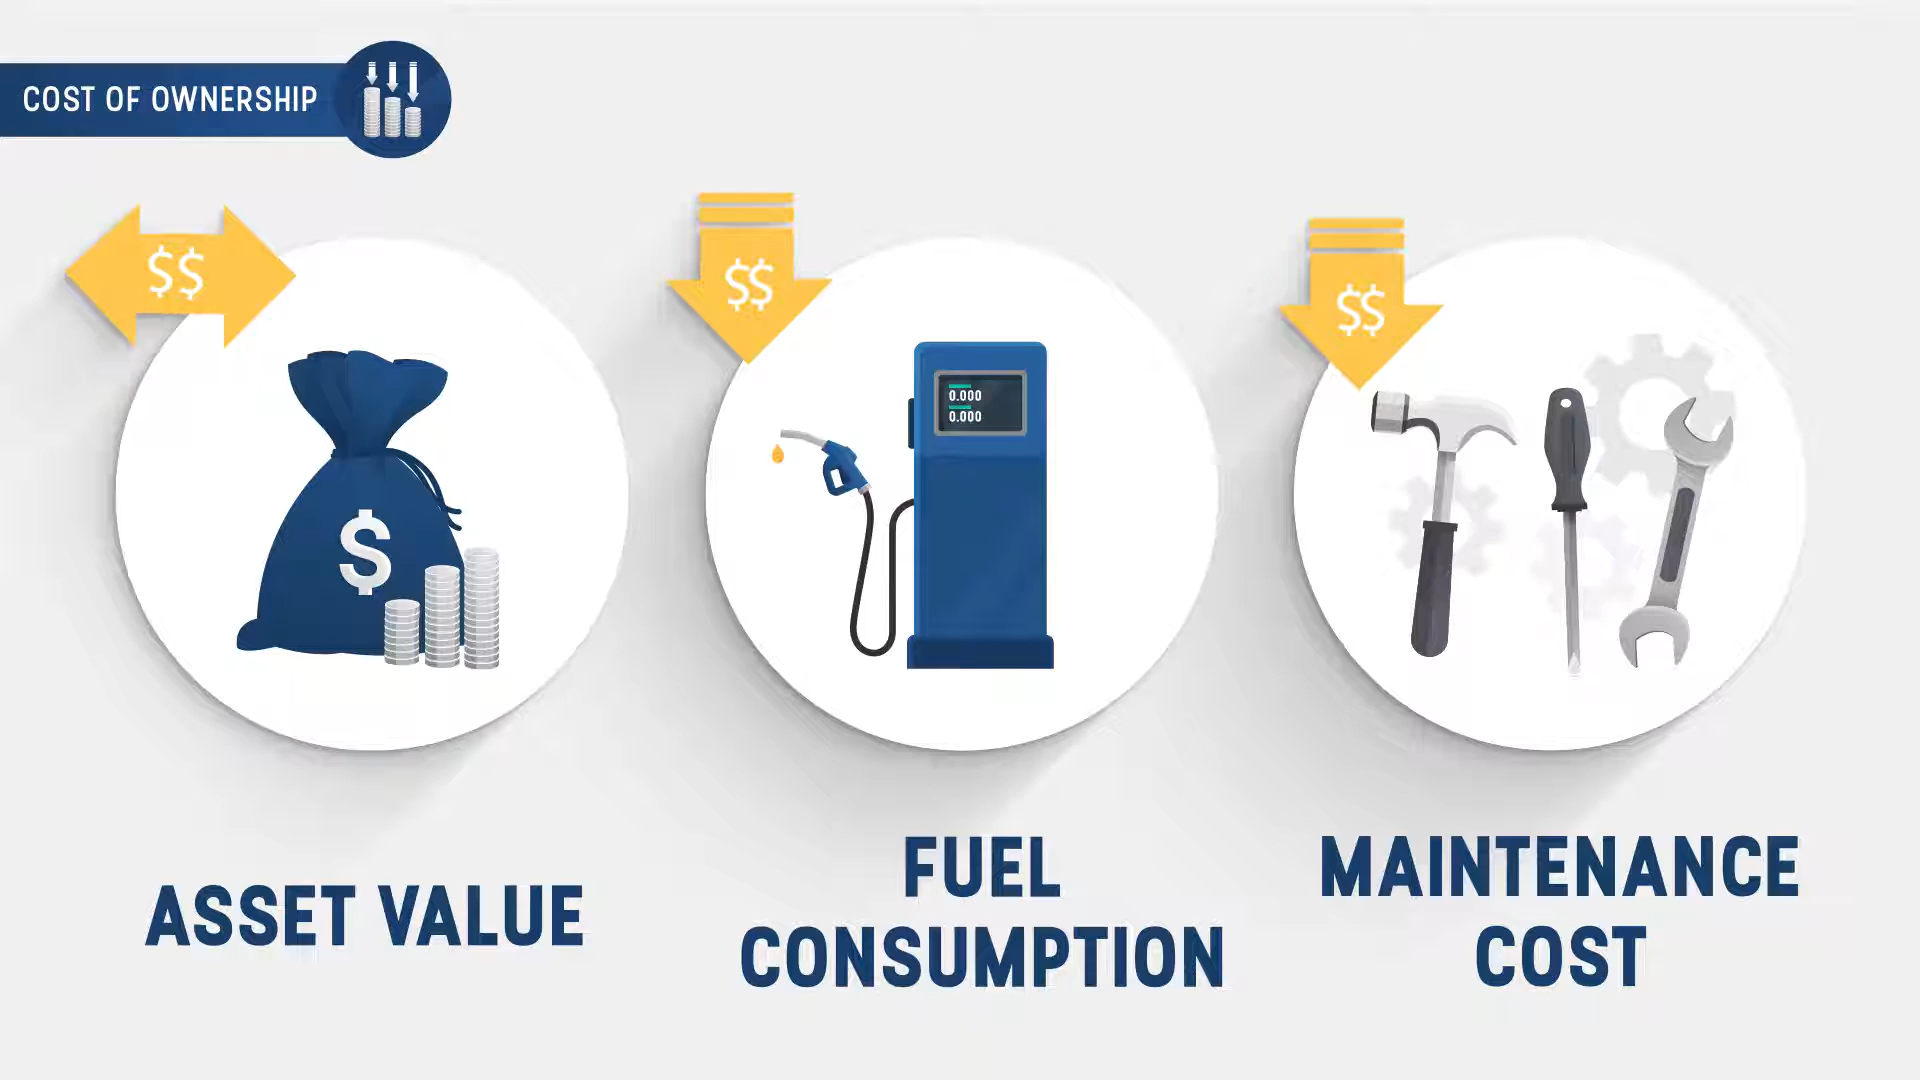 COST OF OWNERSHIP
$$
$$
$$
$
0.000
0.000
ASSET VALUE
FUEL
CONSUMPTION
MAINTENANCE
COST